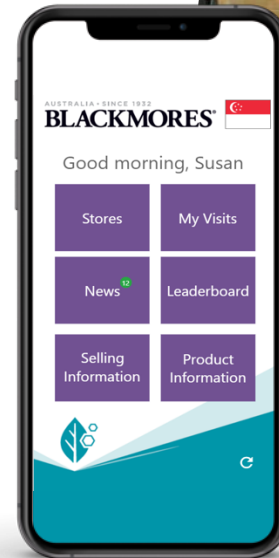 AUSTRALIA • SINCE 1932
BLACKMORES®
Good morning, Susan
Stores
My Visits
News
12
Leaderboard
Selling
Information
Product
Information